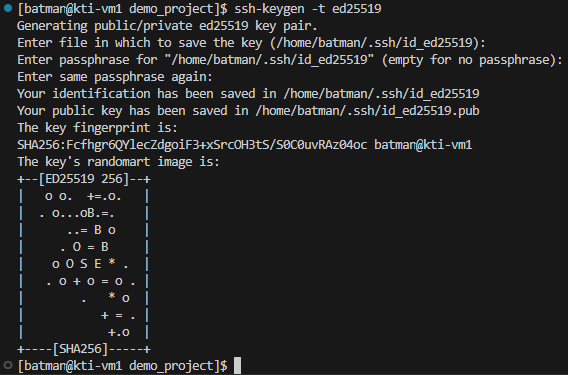 [batman@kti-vm1 demo_project]$ ssh-keygen -t ed25519
Generating public/private ed25519 key pair.
Enter file in which to save the key (/home/batman/.ssh/id_ed25519):
Enter passphrase for "/home/batman/.ssh/id_ed25519" (empty for no passphrase):
Enter same passphrase again:
Your identification has been saved in /home/batman/.ssh/id_ed25519
Your public key has been saved in /home/batman/.ssh/id_ed25519.pub
The key fingerprint is:
SHA256:Fcfhgr6QYlecZdgoiF3+xSrcOH3tS/S0C0uvRAz04oc batman@kti-vm1
The key's randomart image is:
+--[ED25519 256]--+
|   o o.  +=.o.   |
|  . o...oB.=.    |
|      ..= B o    |
|     . O = B     |
|    o O S E * .  |
|   . o + o = o . |
|        .   * o  |
|           + = . |
|            +.o  |
+----[SHA256]-----+
[batman@kti-vm1 demo_project]$